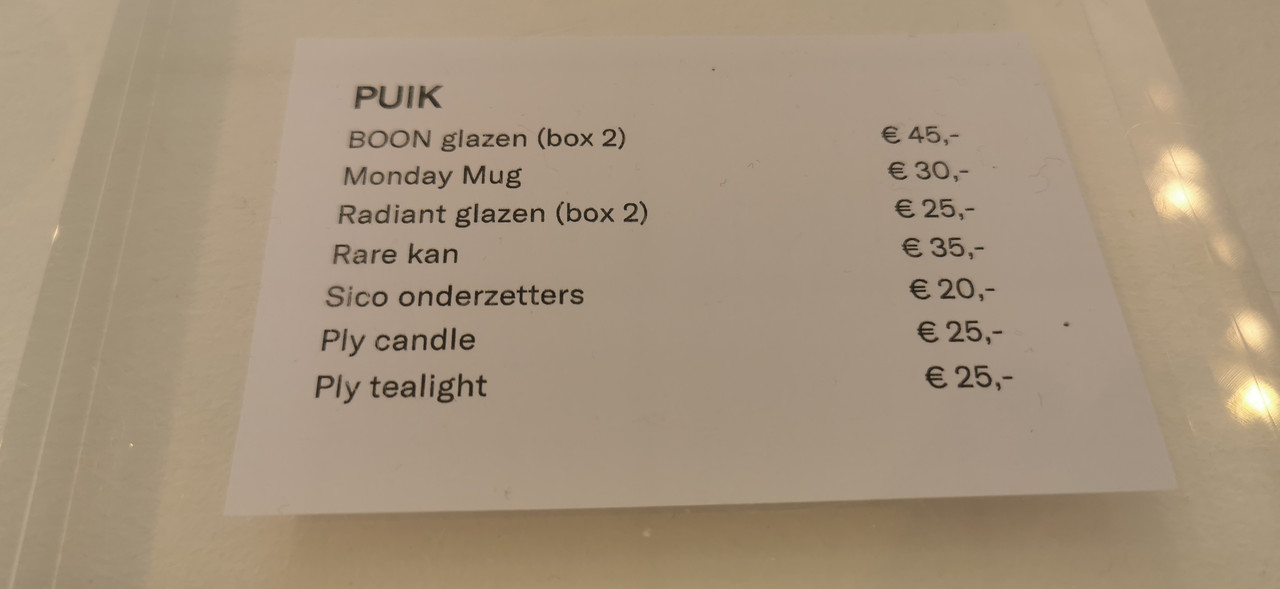 PUIK
BOON glazen (box 2) € 45,-
Monday Mug € 30,-
Radiant glazen (box 2) € 25,-
Rare kan € 35,-
Sico onderzetters € 20,-
Ply candle € 25,-
Ply tealight € 25,-